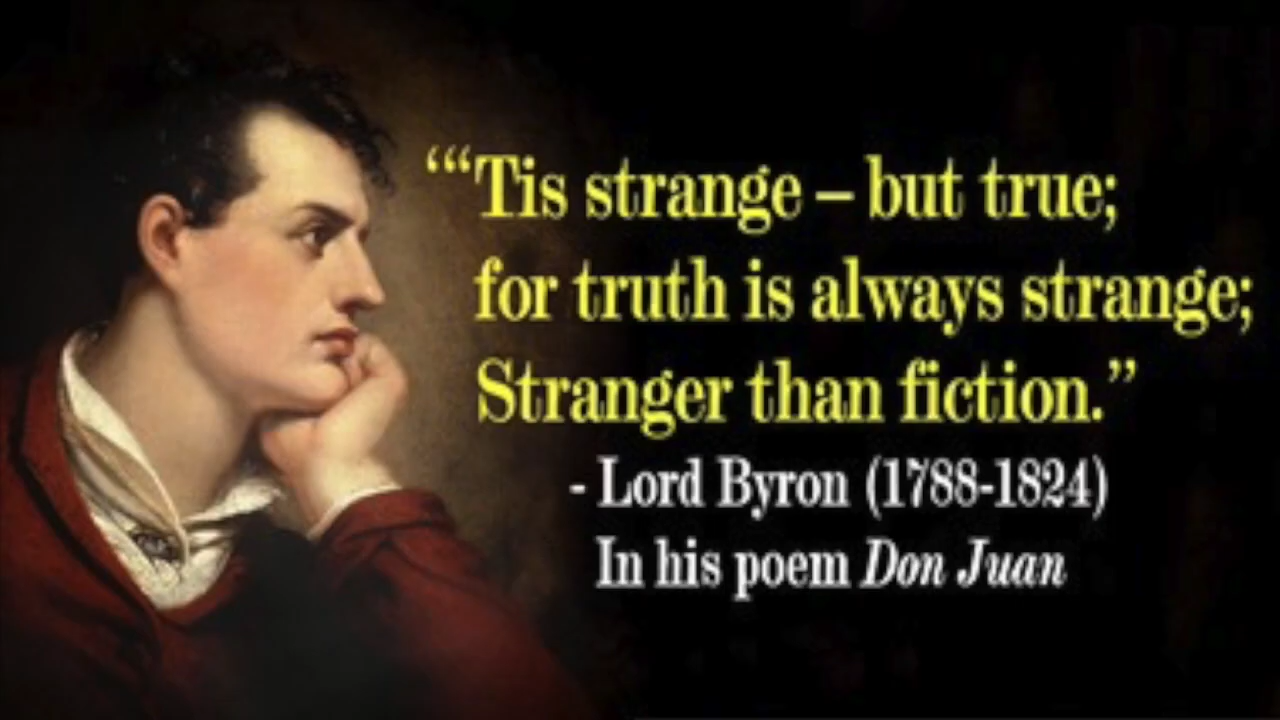 “‘Tis strange – but true;
for truth is always strange;
Stranger than fiction.”
- Lord Byron (1788-1824)
In his poem Don Juan